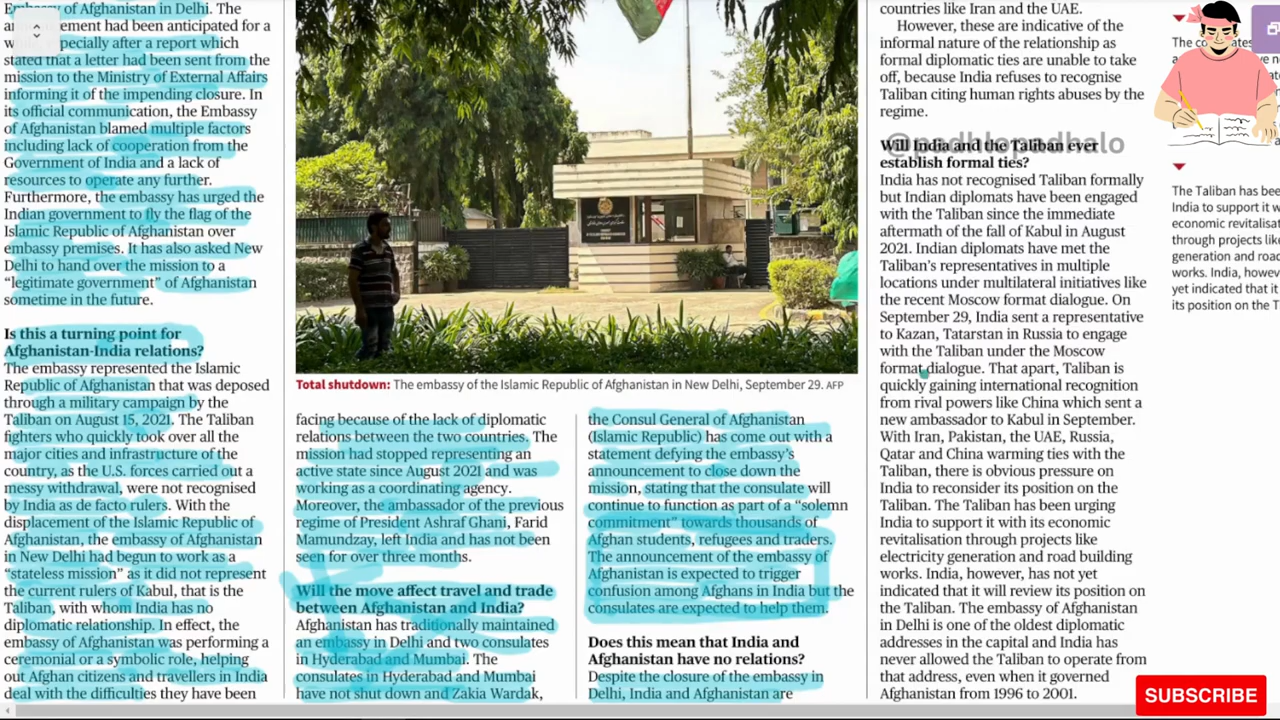 Embassy of Afghanistan in Delhi. The
announcement had been anticipated for a
especially after a report which
stated that a letter had been sent from the
mission to the Ministry of External Affairs
informing it of the impending closure. In
its official communication, the Embassy
of Afghanistan blamed multiple factors
including lack of cooperation from the
Government of India and a lack of
resources to operate any further.
Furthermore, the embassy has urged the
Indian government to fly the flag of the
Islamic Republic of Afghanistan over
embassy premises. It has also asked New
Delhi to hand over the mission to a
“legitimate government” of Afghanistan
sometime in the future.
Is this a turning point for
Afghanistan-India relations?
The embassy represented the Islamic
Republic of Afghanistan that was deposed
through a military campaign by the
Taliban on August 15, 2021. The Taliban
fighters who quickly took over all the
major cities and infrastructure of the
country, as the U.S. forces carried out a
messy withdrawal, were not recognised
by India as defacto rulers. With the
displacement of the Islamic Republic of
Afghanistan, the embassy of Afghanistan
in New Delhi had begun to work as a
“stateless mission” as it did not represent
the current rulers of Kabul, that is the
Taliban, with whom India has no
diplomatic relationship. In effect, the
embassy of Afghanistan was performing a
ceremonial or a symbolic role, helping
out Afghan citizens and travellers in India
deal with the difficulties they have been
Total shutdown: The embassy of the Islamic Republic of Afghanistan in New Delhi, September 29. AFP
facing because of the lack of diplomatic
relations between the two countries. The
mission had stopped representing an
active state since August 2021 and was
working as a coordinating agency.
Moreover, the ambassador of the previous
regime of President Ashraf Ghani, Farid
Mamundzay, left India and has not been
seen for over three months.
Will the move affect travel and trade
between Afghanistan and India?
Afghanistan has traditionally maintained
an embassy in Delhi and two consulates
in Hyderabad and Mumbai. The
consulates in Hyderabad and Mumbai
have not shut down and Zakia Wardak,
the Consul General of Afghanistan
(Islamic Republic) has come out with a
statement defying the embassy’s
announcement to close down the
mission, stating that the consulate will
continue to function as part of a “solemn
commitment” towards thousands of
Afghan students, refugees and traders.
The announcement of the embassy of
Afghanistan is expected to trigger
confusion among Afghans in India but the
consulates are expected to help them.
Does this mean that India and
Afghanistan have no relations?
Despite the closure of the embassy in
Delhi, India and Afghanistan are
countries like Iran and the UAE.
However, these are indicative of the
informal nature of the relationship as
formal diplomatic ties are unable to take
off, because India refuses to recognise
Taliban citing human rights abuses by the
regime.
@padhlopadhalo
Will India and the Taliban ever
establish formal ties?
India has not recognised Taliban formally
but Indian diplomats have been engaged
with the Taliban since the immediate
aftermath of the fall of Kabul in August
2021. Indian diplomats have met the
Taliban’s representatives in multiple
locations under multilateral initiatives like
the recent Moscow format dialogue. On
September 29, India sent a representative
to Kazan, Tatarstan in Russia to engage
with the Taliban under the Moscow
format dialogue. That apart, Taliban is
quickly gaining international recognition
from rival powers like China which sent a
new ambassador to Kabul in September.
With Iran, Pakistan, the UAE, Russia,
Qatar and China warming ties with the
Taliban, there is obvious pressure on
India to reconsider its position on the
Taliban. The Taliban has been urging
India to support it with its economic
revitalisation through projects like
electricity generation and road building
works. India, however, has not yet
indicated that it will review its position on
the Taliban. The embassy of Afghanistan
in Delhi is one of the oldest diplomatic
addresses in the capital and India has
never allowed the Taliban to operate from
that address, even when it governed
Afghanistan from 1996 to 2001.
The
The Taliban has bee
India to support it w
economic revitalisat
through projects like
generation and road
works. India, howev
yet indicated that it
its position on the T
SUBSCRIBE